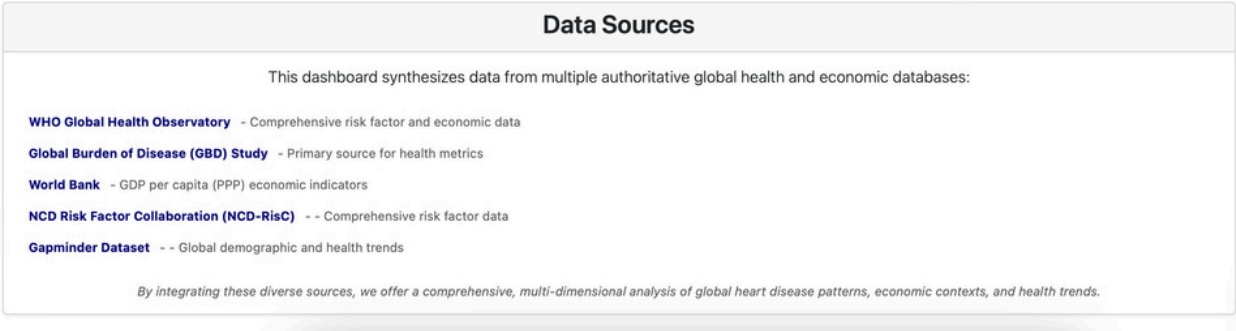 Data Sources
This dashboard synthesizes data from multiple authoritative global health and economic databases:
WHO Global Health Observatory - Comprehensive risk factor and economic data
Global Burden of Disease (GBD) Study - Primary source for health metrics
World Bank - GDP per capita (PPP) economic indicators
NCD Risk Factor Collaboration (NCD-RisC) - - Comprehensive risk factor data
Gapminder Dataset - - Global demographic and health trends
By integrating these diverse sources, we offer a comprehensive, multi-dimensional analysis of global heart disease patterns, economic contexts, and health trends.